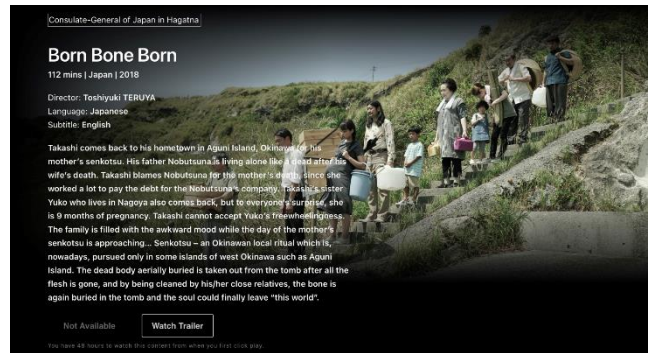 Consulate-General of Japan in Hagatna
Born Bone Born
112 mins | Japan | 2018
Director: Toshiyuki TERUYA
Language: Japanese
Subtitle: English
Takashi comes back to his hometown in Aguni Island, Okinawa for his
mother's senkotsu. His father Nobutsuna is living alone like a dead after his
wife's death. Takashi blames Nobutsuna for the mother's death, since she
worked a lot to pay the debt for the Nobutsuna's company. Takashi's sister
Yuko who lives in Nagoya also comes back, but to everyone's surprise, she
is 9 months of pregnancy. Takashi cannot accept Yuko's freewheelingness.
The family is filled with the awkward mood while the day of the mother's
senkotsu is approaching... Senkotsu – an Okinawan local ritual which is,
nowadays, pursued only in some islands of west Okinawa such as Aguni
Island. The dead body aerially buried is taken out from the tomb after all the
flesh is gone, and by being cleaned by his/her close relatives, the bone is
again buried in the tomb and the soul could finally leave "this world".
Not Available
Watch Trailer
You have 48 hours to watch this content from when you first click play.